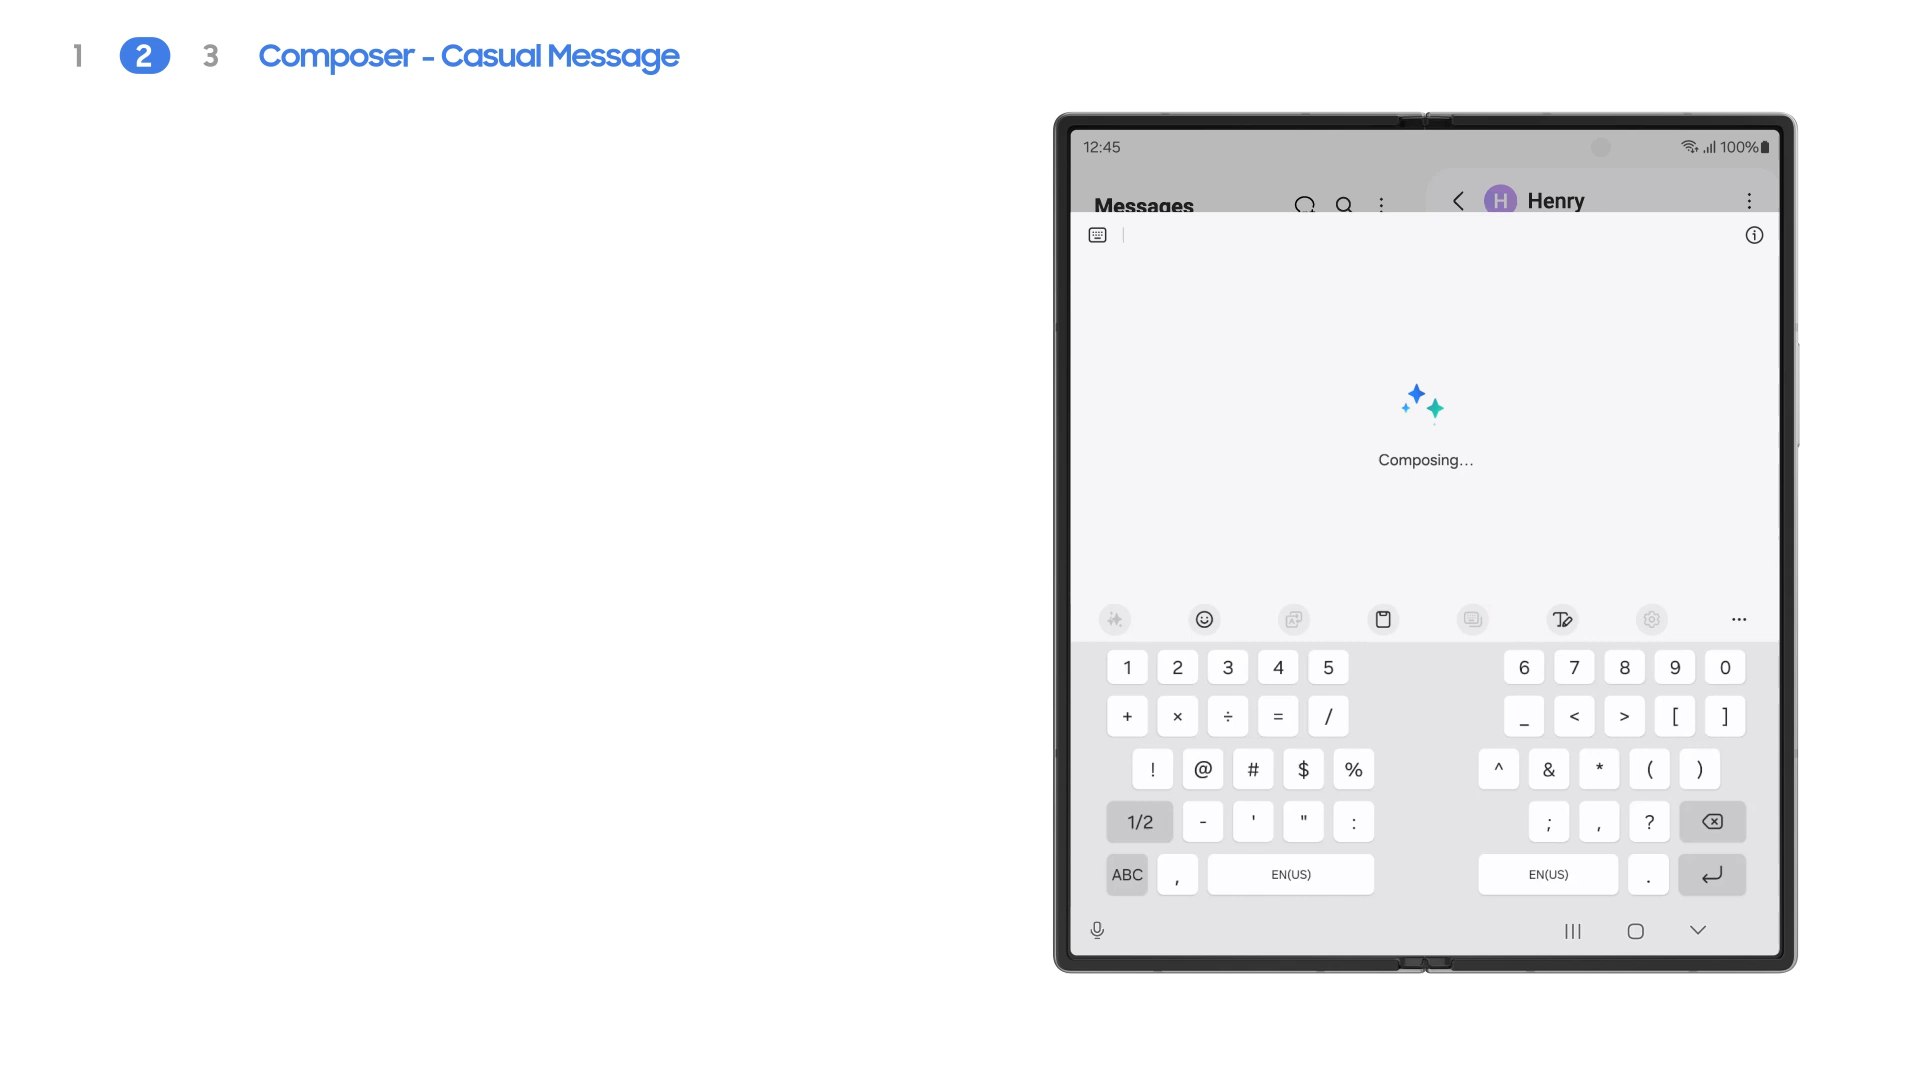 1 2 3 Composer - Casual Message
12:45 100%
Messages H Henry
Composing...
1 2 3 4 5 6 7 8 9 0
+ × ÷ = / _ < > [ ]
! @ # $ % ^ & * ( )
1/2 - ' " : ; , ?
ABC , EN(US) EN(US) .